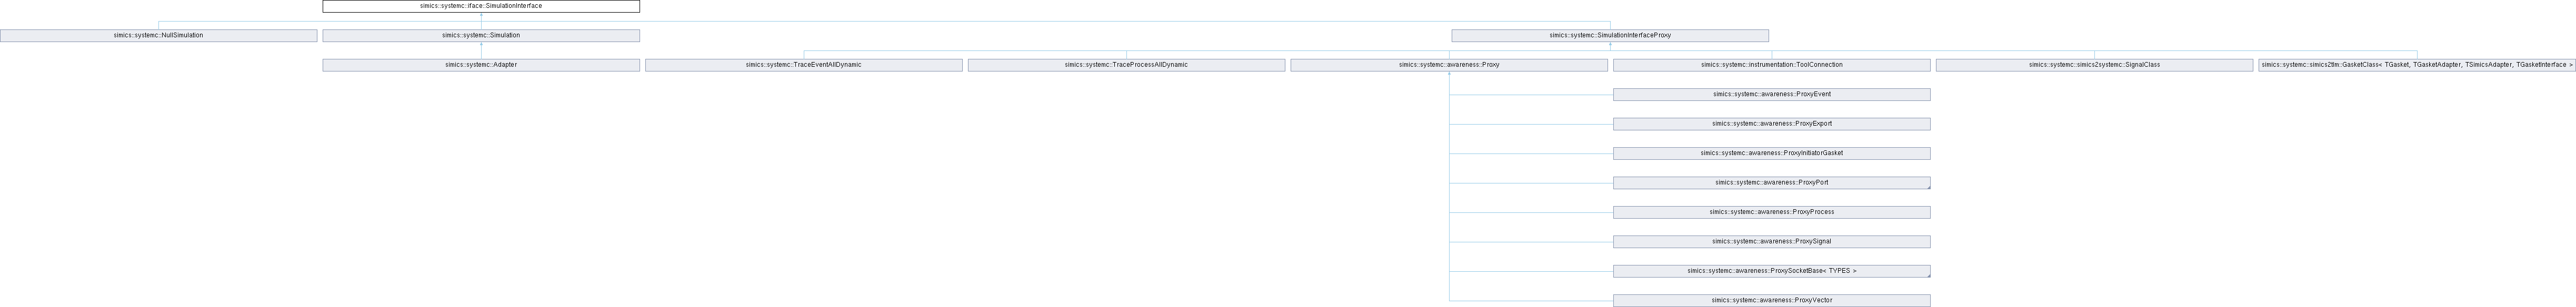 simics::systemc::iface::SimulationInterface
simics::systemc::NullSimulation
simics::systemc::Simulation
simics::systemc::SimulationInterfaceProxy
simics::systemc::Adapter
simics::systemc::TraceEventAllDynamic
simics::systemc::TraceProcessAllDynamic
simics::systemc::awareness::Proxy
simics::systemc::instrumentation::ToolConnection
simics::systemc::simics2systemc::SignalClass
simics::systemc::simics2tlm::GasketClass< TGasket, TGasketAdapter, TSimicsAdapter, TGasketInterface >
simics::systemc::awareness::ProxyEvent
simics::systemc::awareness::ProxyExport
simics::systemc::awareness::ProxyInitiatorGasket
simics::systemc::awareness::ProxyPort
simics::systemc::awareness::ProxyProcess
simics::systemc::awareness::ProxySignal
simics::systemc::awareness::ProxySocketBase< TYPES >
simics::systemc::awareness::ProxyVector